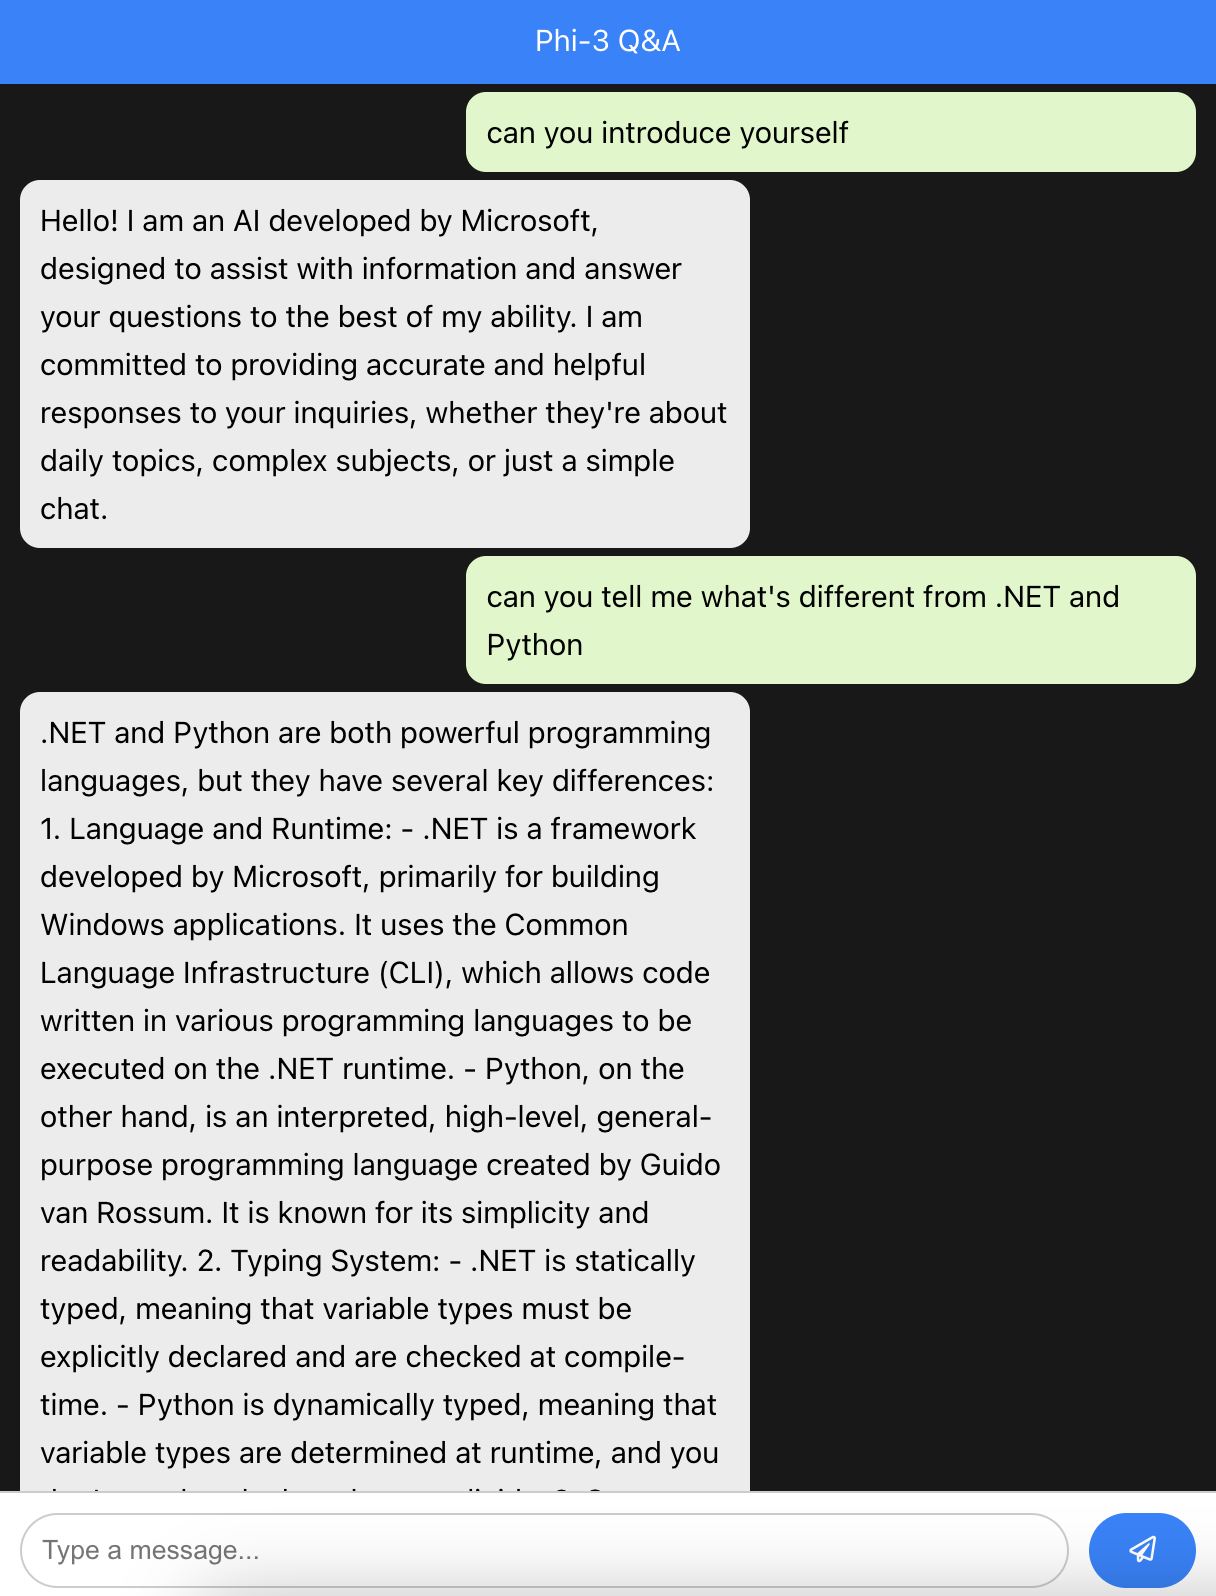 Phi-3 Q&A
can you introduce yourself
Hello! I am an AI developed by Microsoft,
designed to assist with information and answer
your questions to the best of my ability. I am
committed to providing accurate and helpful
responses to your inquiries, whether they're about
daily topics, complex subjects, or just a simple
chat.
can you tell me what's different from .NET and
Python
.NET and Python are both powerful programming
languages, but they have several key differences:
1. Language and Runtime: - .NET is a framework
developed by Microsoft, primarily for building
Windows applications. It uses the Common
Language Infrastructure (CLI), which allows code
written in various programming languages to be
executed on the .NET runtime. - Python, on the
other hand, is an interpreted, high-level, general-
purpose programming language created by Guido
van Rossum. It is known for its simplicity and
readability. 2. Typing System: - .NET is statically
typed, meaning that variable types must be
explicitly declared and are checked at compile-
time. - Python is dynamically typed, meaning that
variable types are determined at runtime, and you
Type a message...